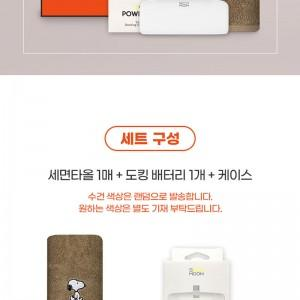 POWE
세트 구성
세면타올 1매 + 도킹 배터리 1개 + 케이스
수건 색상은 랜덤으로 발송합니다.
원하는 색상은 별도 기재 부탁드립니다.